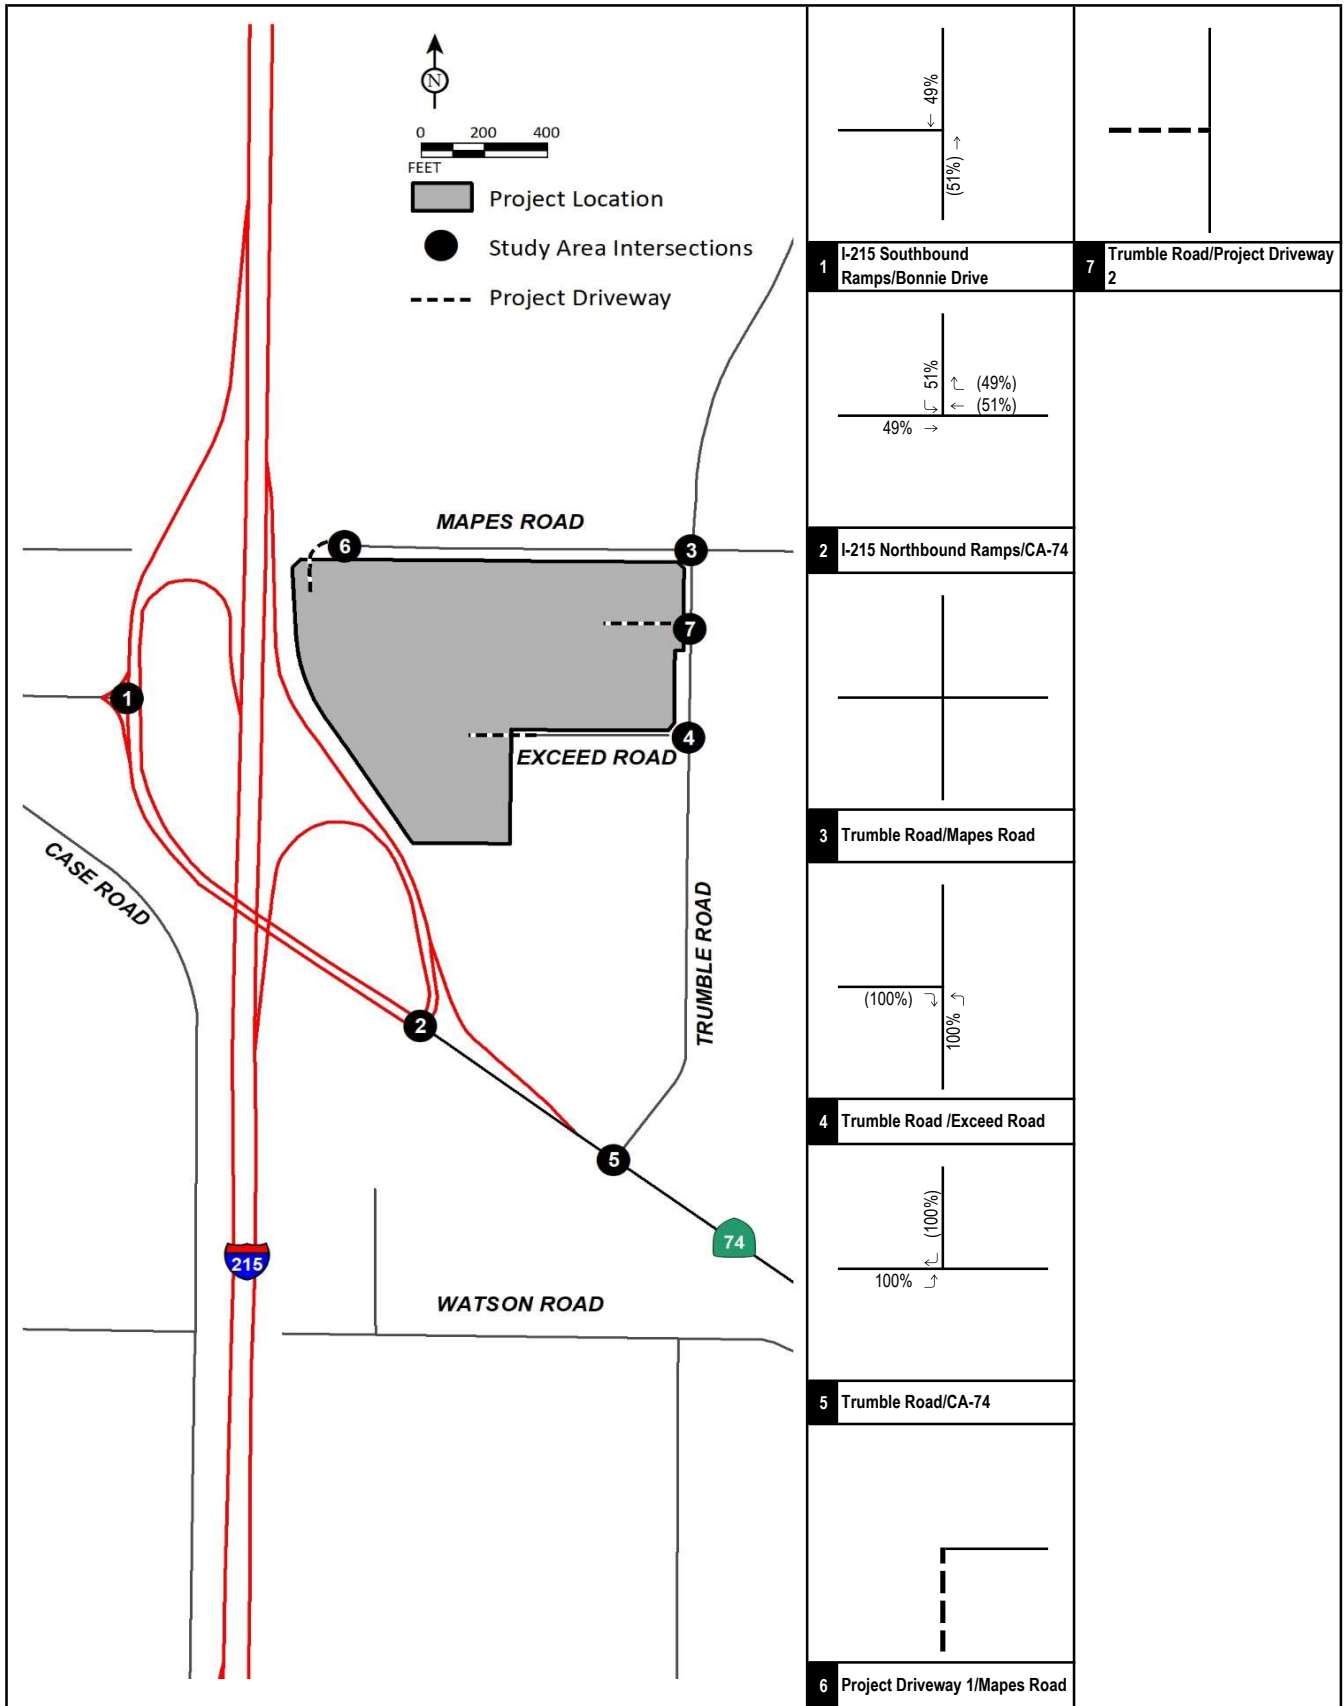 N
0 200 400
FEET
Project Location
Study Area Intersections
Project Driveway
MAPES ROAD
6
3
7
1
4
EXCEED ROAD
CASE ROAD
TRUMBLE ROAD
2
5
74
215
WATSON ROAD
↓ 49%
(51%) →
1 I-215 Southbound
Ramps/Bonnie Drive
7 Trumble Road/Project Driveway
2
51%
(49%)
← (51%)
49% →
2 I-215 Northbound Ramps/CA-74
3 Trumble Road/Mapes Road
(100%)
100%
4 Trumble Road /Exceed Road
(100%)
100%
5 Trumble Road/CA-74
6 Project Driveway 1/Mapes Road